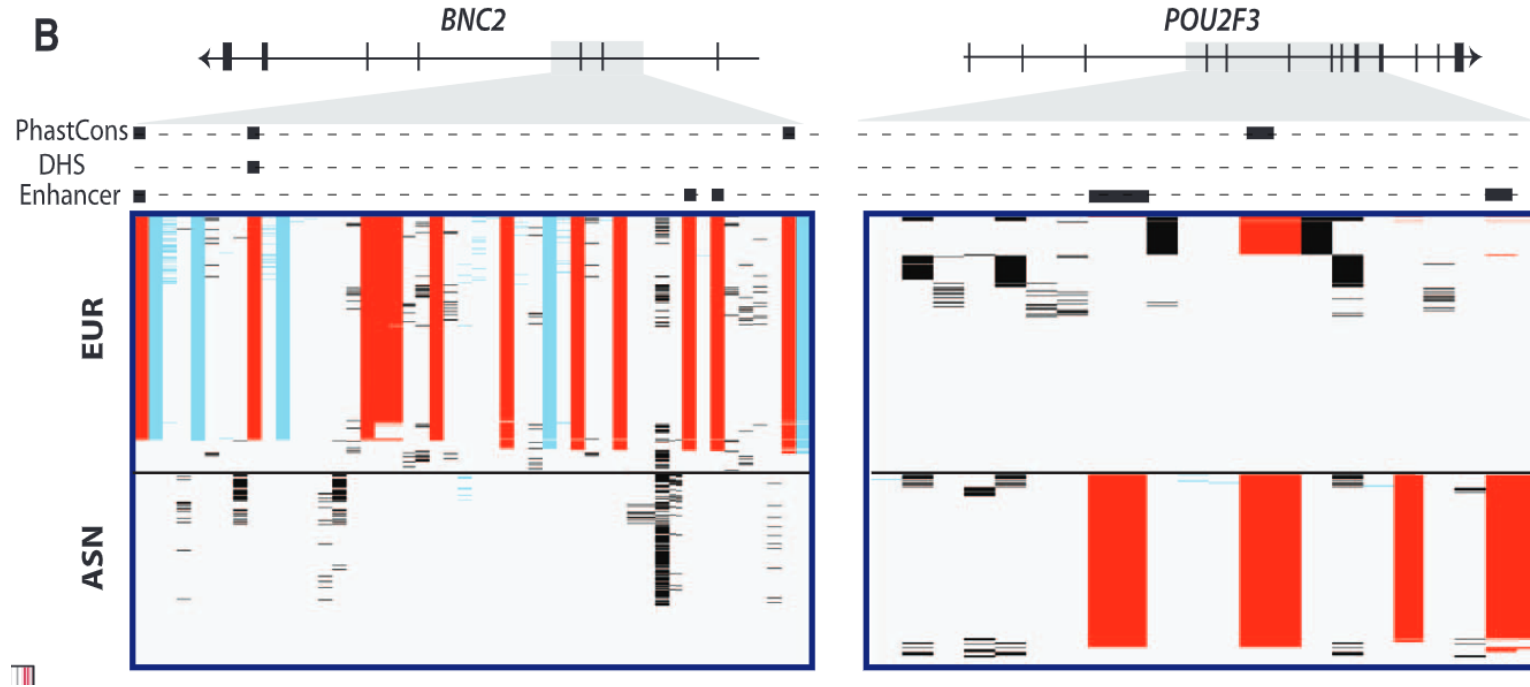 B
BNC2
POU2F3
PhastCons
DHS
Enhancer
EUR
ASN